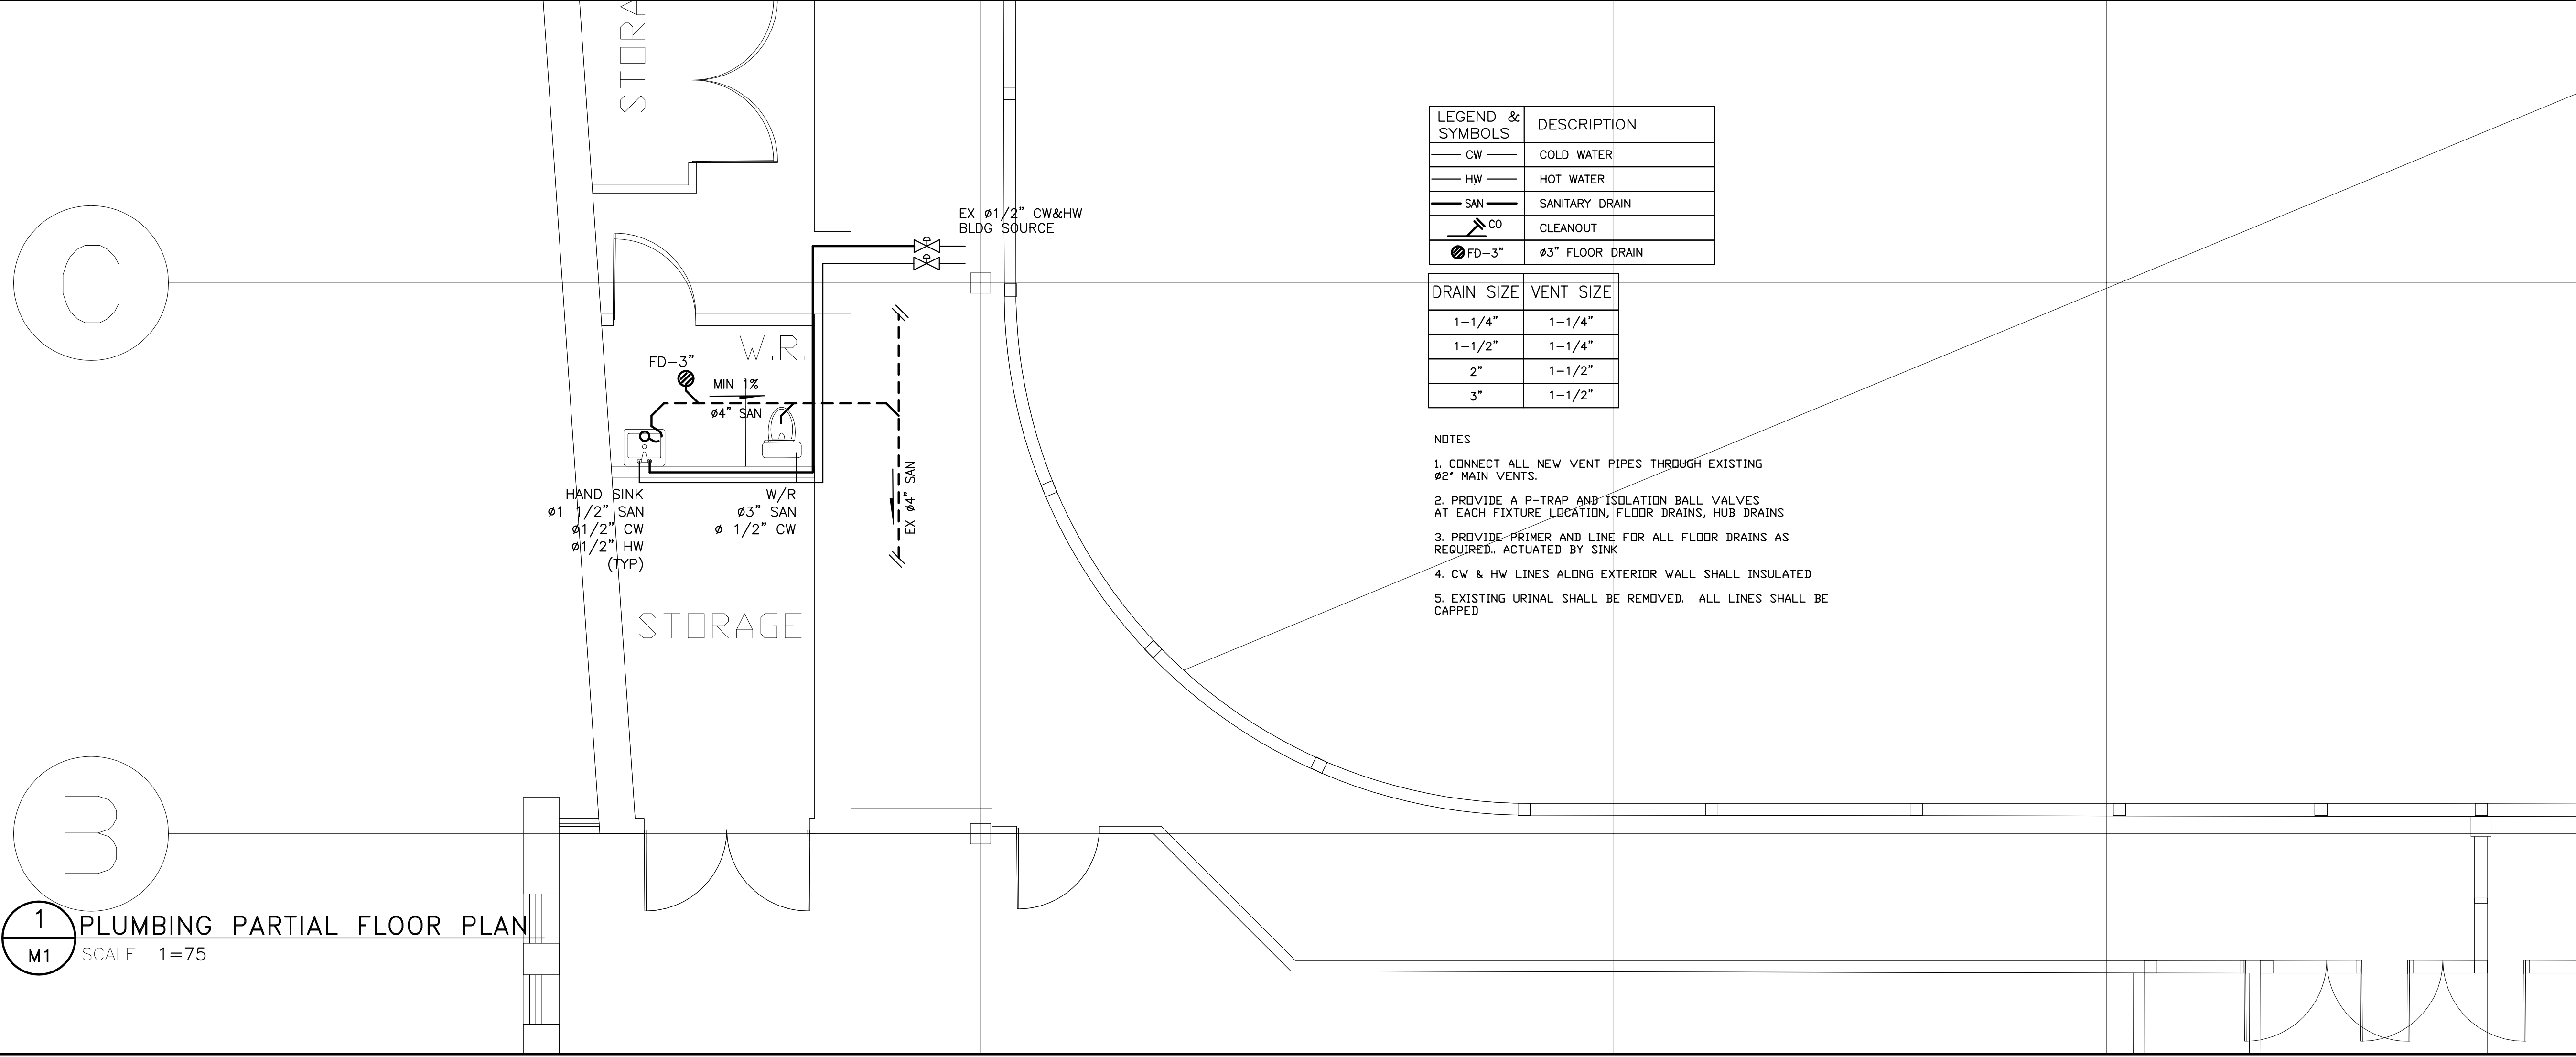 STORA
C
EX ø1/2" CW&HW
BLDG SOURCE
W.R.
FD-3"
MIN 1%
ø4" SAN
EX ø4" SAN
HAND SINK
ø1 1/2" SAN
ø1/2" CW
ø1/2" HW
(TYP)
W/R
ø3" SAN
ø 1/2" CW
STORAGE
B
1
M1
PLUMBING PARTIAL FLOOR PLAN
SCALE 1=75
LEGEND & SYMBOLS DESCRIPTION
CW COLD WATER
HW HOT WATER
SAN SANITARY DRAIN
CO CLEANOUT
FD-3" ø3" FLOOR DRAIN
DRAIN SIZE VENT SIZE
1-1/4" 1-1/4"
1-1/2" 1-1/4"
2" 1-1/2"
3" 1-1/2"
NOTES
1. CONNECT ALL NEW VENT PIPES THROUGH EXISTING
ø2" MAIN VENTS.
2. PROVIDE A P-TRAP AND ISOLATION BALL VALVES
AT EACH FIXTURE LOCATION, FLOOR DRAINS, HUB DRAINS
3. PROVIDE PRIMER AND LINE FOR ALL FLOOR DRAINS AS
REQUIRED.. ACTUATED BY SINK
4. CW & HW LINES ALONG EXTERIOR WALL SHALL INSULATED
5. EXISTING URINAL SHALL BE REMOVED. ALL LINES SHALL BE
CAPPED